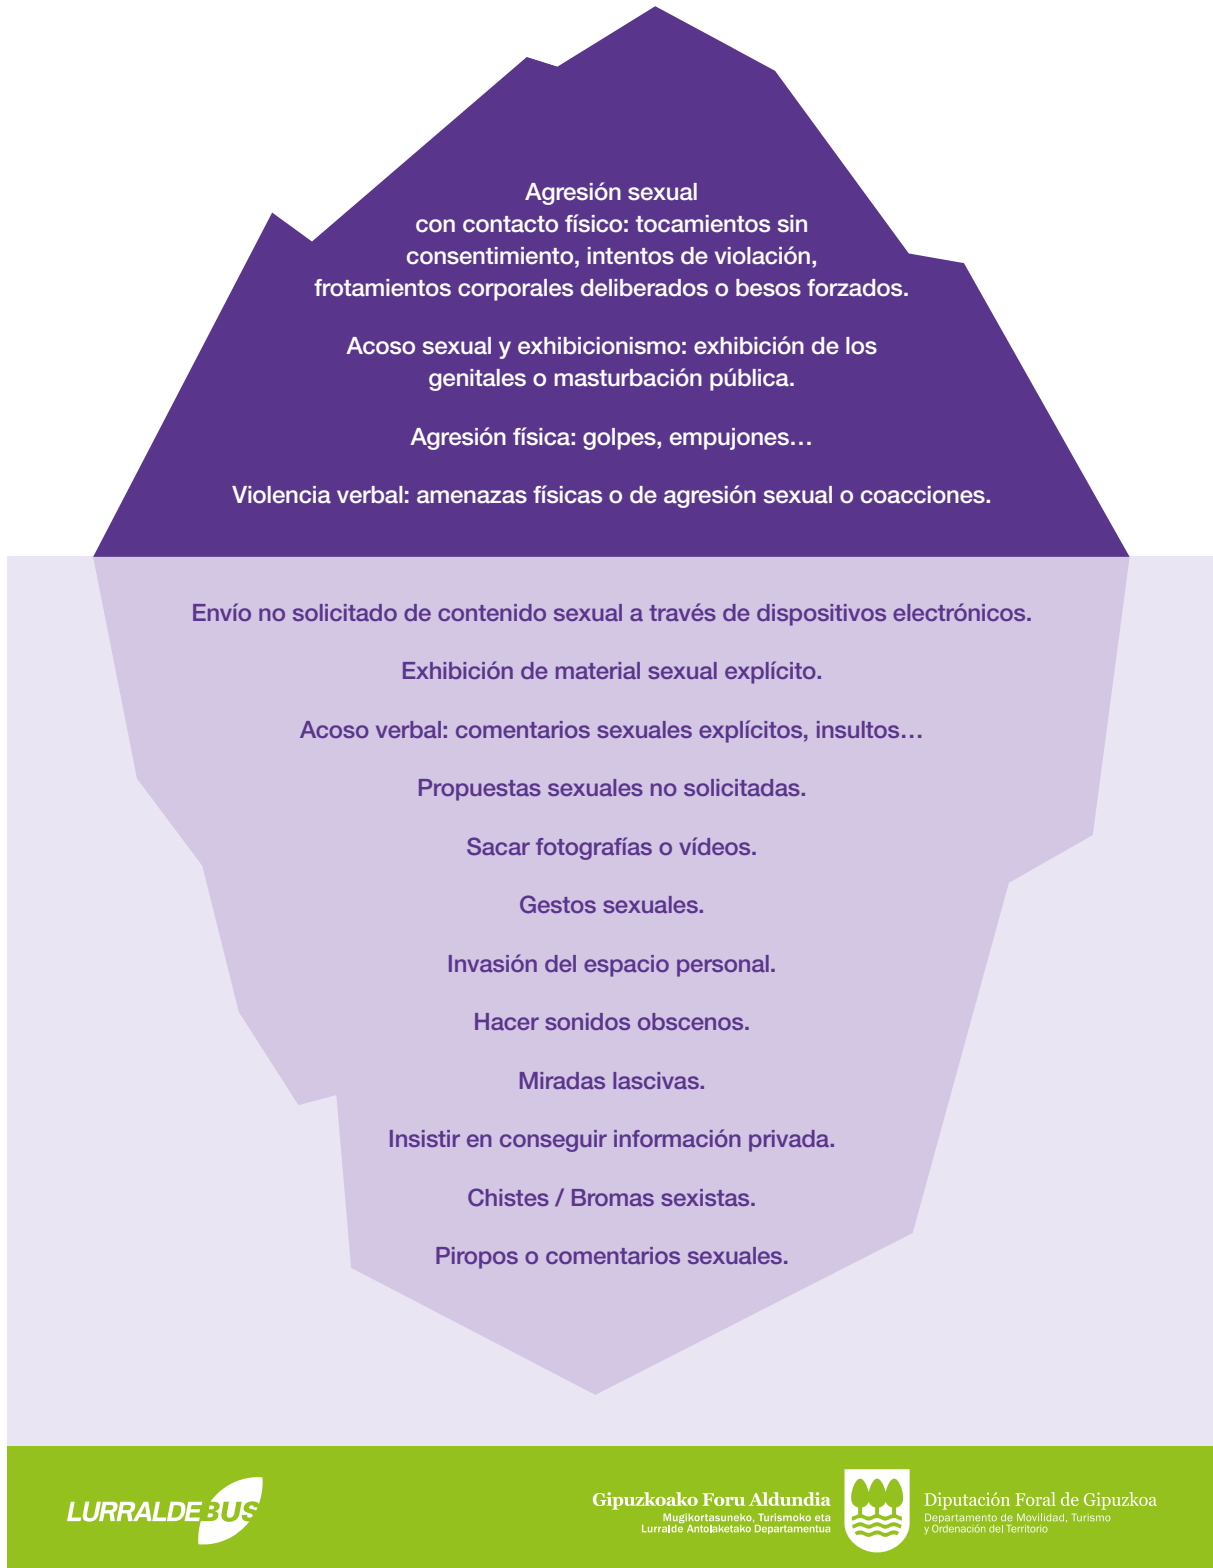 Agresión sexual
con contacto físico: tocamientos sin
consentimiento, intentos de violación,
frotamientos corporales deliberados o besos forzados.
Acoso sexual y exhibicionismo: exhibición de los
genitales o masturbación pública.
Agresión física: golpes, empujones…
Violencia verbal: amenazas físicas o de agresión sexual o coacciones.
Envío no solicitado de contenido sexual a través de dispositivos electrónicos.
Exhibición de material sexual explícito.
Acoso verbal: comentarios sexuales explícitos, insultos…
Propuestas sexuales no solicitadas.
Sacar fotografías o vídeos.
Gestos sexuales.
Invasión del espacio personal.
Hacer sonidos obscenos.
Miradas lascivas.
Insistir en conseguir información privada.
Chistes / Bromas sexistas.
Piropos o comentarios sexuales.
LURRALDEBUS
Gipuzkoako Foru Aldundia
Mugikortasuneko, Turismoko eta
Lurralde Antolaketako Departamentua
Diputación Foral de Gipuzkoa
Departamento de Movilidad, Turismo
y Ordenación del Territorio